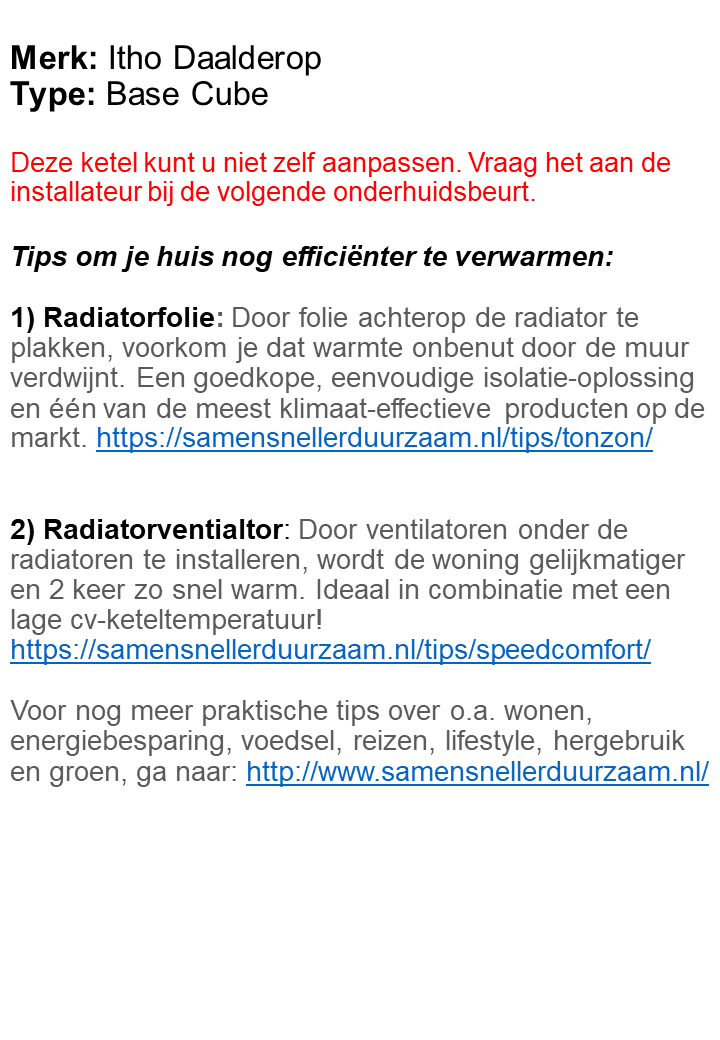 Merk: Itho Daalderop
Type: Base Cube
Deze ketel kunt u niet zelf aanpassen. Vraag het aan de
installateur bij de volgende onderhuidsbeurt.
Tips om je huis nog efficiënter te verwarmen:
1) Radiatorfolie: Door folie achterop de radiator te
plakken, voorkom je dat warmte onbenut door de muur
verdwijnt. Een goedkope, eenvoudige isolatie-oplossing
en één van de meest klimaat-effectieve producten op de
markt. https://samensnellerduurzaam.nl/tips/tonzon/
2) Radiatorventialtor: Door ventilatoren onder de
radiatoren te installeren, wordt de woning gelijkmatiger
en 2 keer zo snel warm. Ideaal in combinatie met een
lage cv-keteltemperatuur!
https://samensnellerduurzaam.nl/tips/speedcomfort/
Voor nog meer praktische tips over o.a. wonen,
energiebesparing, voedsel, reizen, lifestyle, hergebruik
en groen, ga naar: http://www.samensnellerduurzaam.nl/